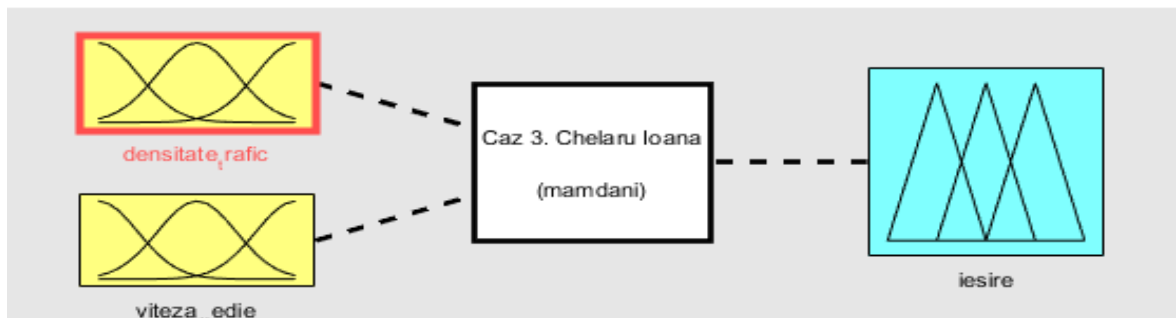 densitate_trafic
Caz 3. Chelaru Ioana
(mamdani)
viteza_edie
iesire